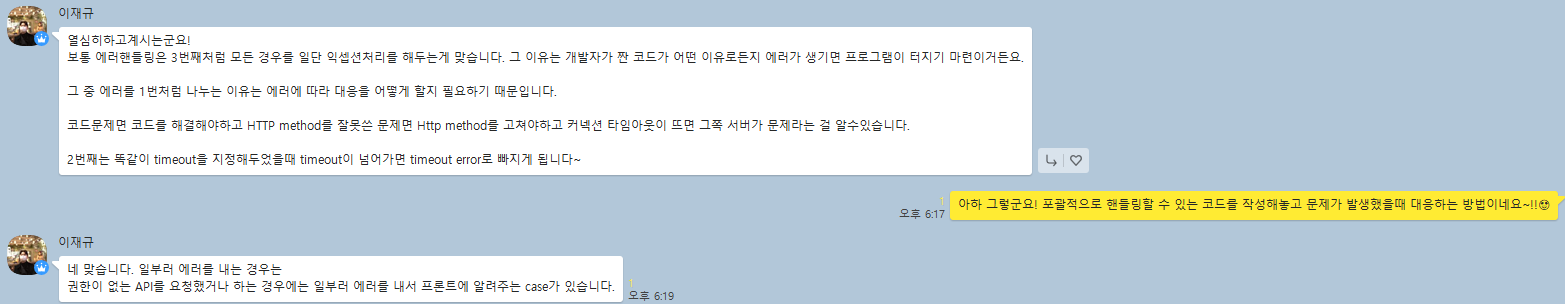 이재규
열심히하고계시는군요!
보통 에러핸들링은 3번째처럼 모든 경우를 일단 익셉션처리를 해두는게 맞습니다. 그 이유는 개발자가 짠 코드가 어떤 이유로든지 에러가 생기면 프로그램이 터지기 마련이거든요.
그 중 에러를 1번처럼 나누는 이유는 에러에 따라 대응을 어떻게 할지 필요하기 때문입니다.
코드문제면 코드를 해결해야하고 HTTP method를 잘못쓴 문제면 Http method를 고쳐야하고 커넥션 타임아웃이 뜨면 그쪽 서버가 문제라는 걸 알수있습니다.
2번째는 똑같이 timeout을 지정해두었을때 timeout이 넘어가면 timeout error로 빠지게 됩니다~
1
오후 6:17
아하 그렇군요! 포괄적으로 핸들링할 수 있는 코드를 작성해놓고 문제가 발생했을때 대응하는 방법이네요~!!🥹
이재규
네 맞습니다. 일부러 에러를 내는 경우는
권한이 없는 API를 요청했거나 하는 경우에는 일부러 에러를 내서 프론트에 알려주는 case가 있습니다.
1
오후 6:19